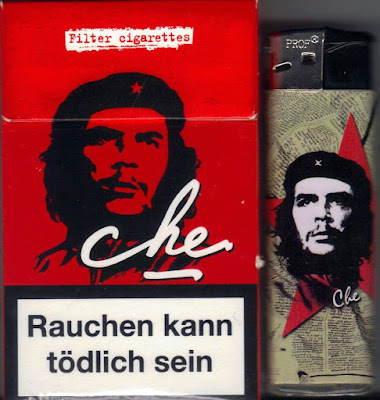 Filter cigarettes
che
Rauchen kann
tödlich sein
PROF®
Che